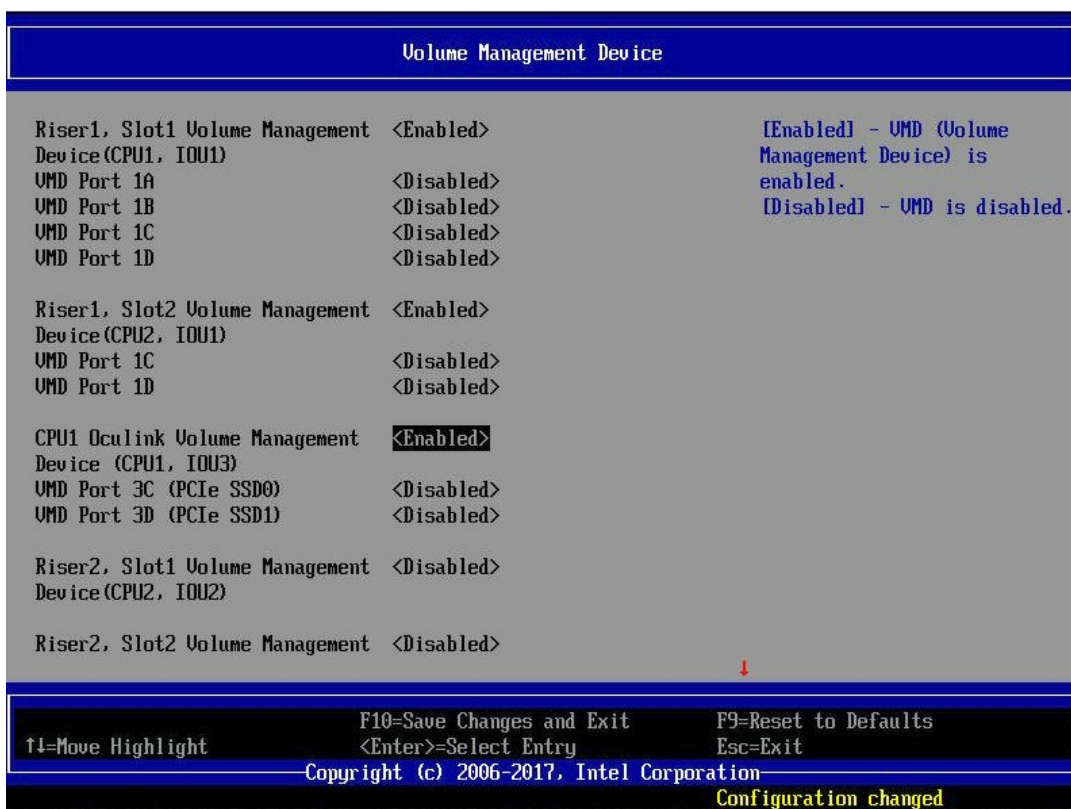 Volume Management Device
Riser1, Slot1 Volume Management <Enabled>
Device(CPU1, IOU1)
VMD Port 1A <Disabled>
VMD Port 1B <Disabled>
VMD Port 1C <Disabled>
VMD Port 1D <Disabled>
Riser1, Slot2 Volume Management <Enabled>
Device(CPU2, IOU1)
VMD Port 1C <Disabled>
VMD Port 1D <Disabled>
CPU1 Oculink Volume Management <Enabled>
Device (CPU1, IOU3)
VMD Port 3C (PCIe SSD0) <Disabled>
VMD Port 3D (PCIe SSD1) <Disabled>
Riser2, Slot1 Volume Management <Disabled>
Device(CPU2, IOU2)
Riser2, Slot2 Volume Management <Disabled>
[Enabled] - VMD (Volume
Management Device) is
enabled.
[Disabled] - VMD is disabled.
↓
F10=Save Changes and Exit F9=Reset to Defaults
↑↓=Move Highlight <Enter>=Select Entry Esc=Exit
Copyright (c) 2006-2017, Intel Corporation
Configuration changed